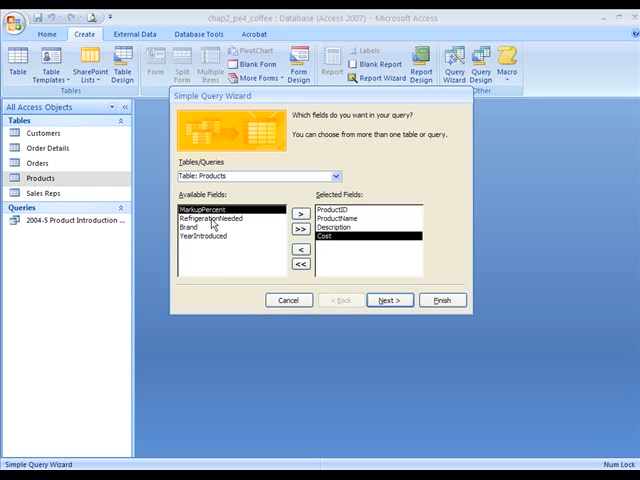 chap2_pe4_coffee : Database (Access 2007) - Microsoft Access
Home Create External Data Database Tools Acrobat
Table
Table Templates
SharePoint Lists
Table Design
Tables
Form
Split Form
Multiple Items
PivotChart
Blank Form
More Forms
Form Design
Report
Labels
Blank Report
Report Wizard
Report Design
Query Wizard
Query Design
Macro
Other
All Access Objects
Tables
Customers
Order Details
Orders
Products
Sales Reps
Queries
2004-5 Product Introduction ...
Simple Query Wizard
Which fields do you want in your query?
You can choose from more than one table or query.
Tables/Queries
Table: Products
Available Fields:
MarkupPercent
RefrigerationNeeded
Brand
YearIntroduced
>
>>
<
<<
Selected Fields:
ProductID
ProductName
Description
Cost
Cancel
< Back
Next >
Finish
Simple Query Wizard
Num Lock